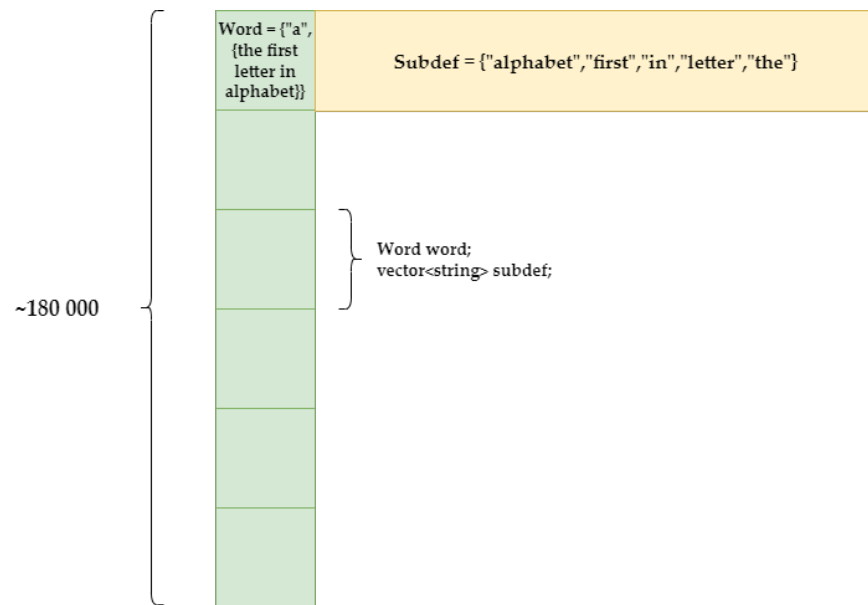 Word = {"a",
{the first
letter in
alphabet}}
Subdef = {"alphabet","first","in","letter","the"}
Word word;
vector<string> subdef;
~180 000